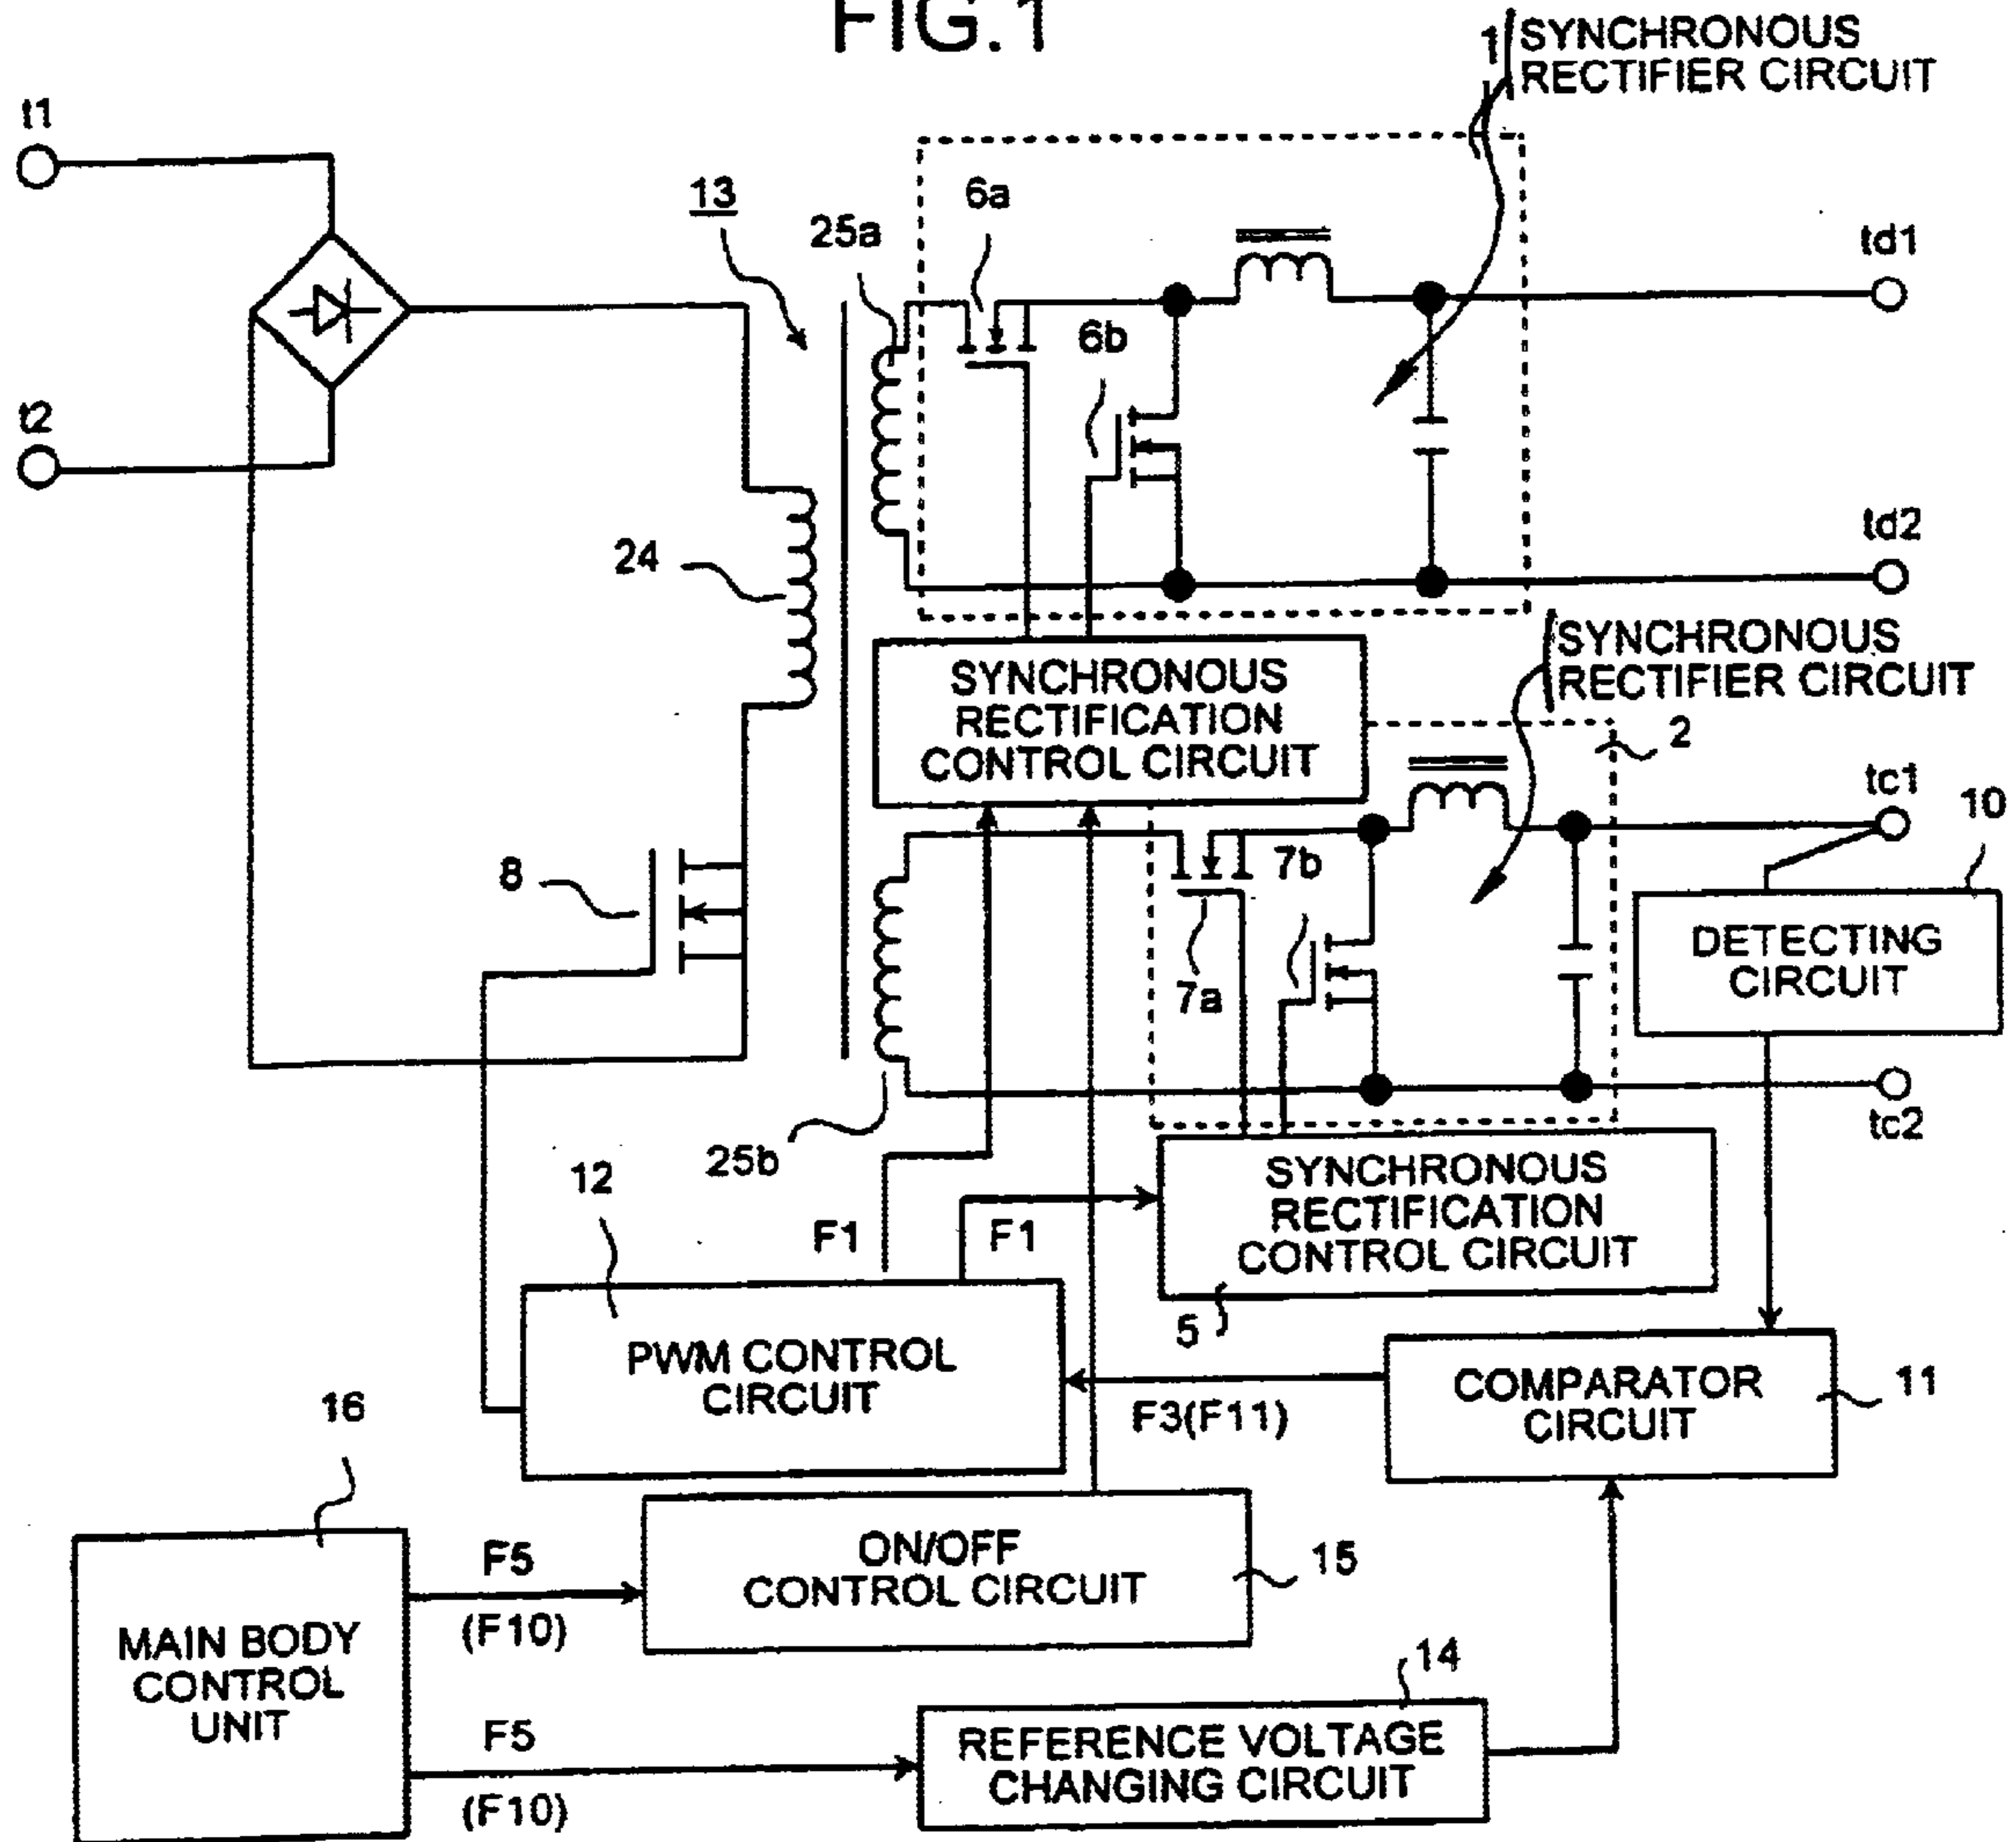 FIG.1
1
SYNCHRONOUS
RECTIFIER CIRCUIT
t1
13
6a
25a
td1
6b
t2
td2
24
SYNCHRONOUS
RECTIFIER CIRCUIT
SYNCHRONOUS
RECTIFICATION
CONTROL CIRCUIT
2
tc1
10
8
7b
DETECTING
CIRCUIT
7a
tc2
25b
12
SYNCHRONOUS
RECTIFICATION
CONTROL CIRCUIT
F1
F1
5
PWM CONTROL
CIRCUIT
COMPARATOR
CIRCUIT
11
F3(F11)
16
ON/OFF
CONTROL CIRCUIT
15
F5
(F10)
MAIN BODY
CONTROL
UNIT
14
F5
(F10)
REFERENCE VOLTAGE
CHANGING CIRCUIT